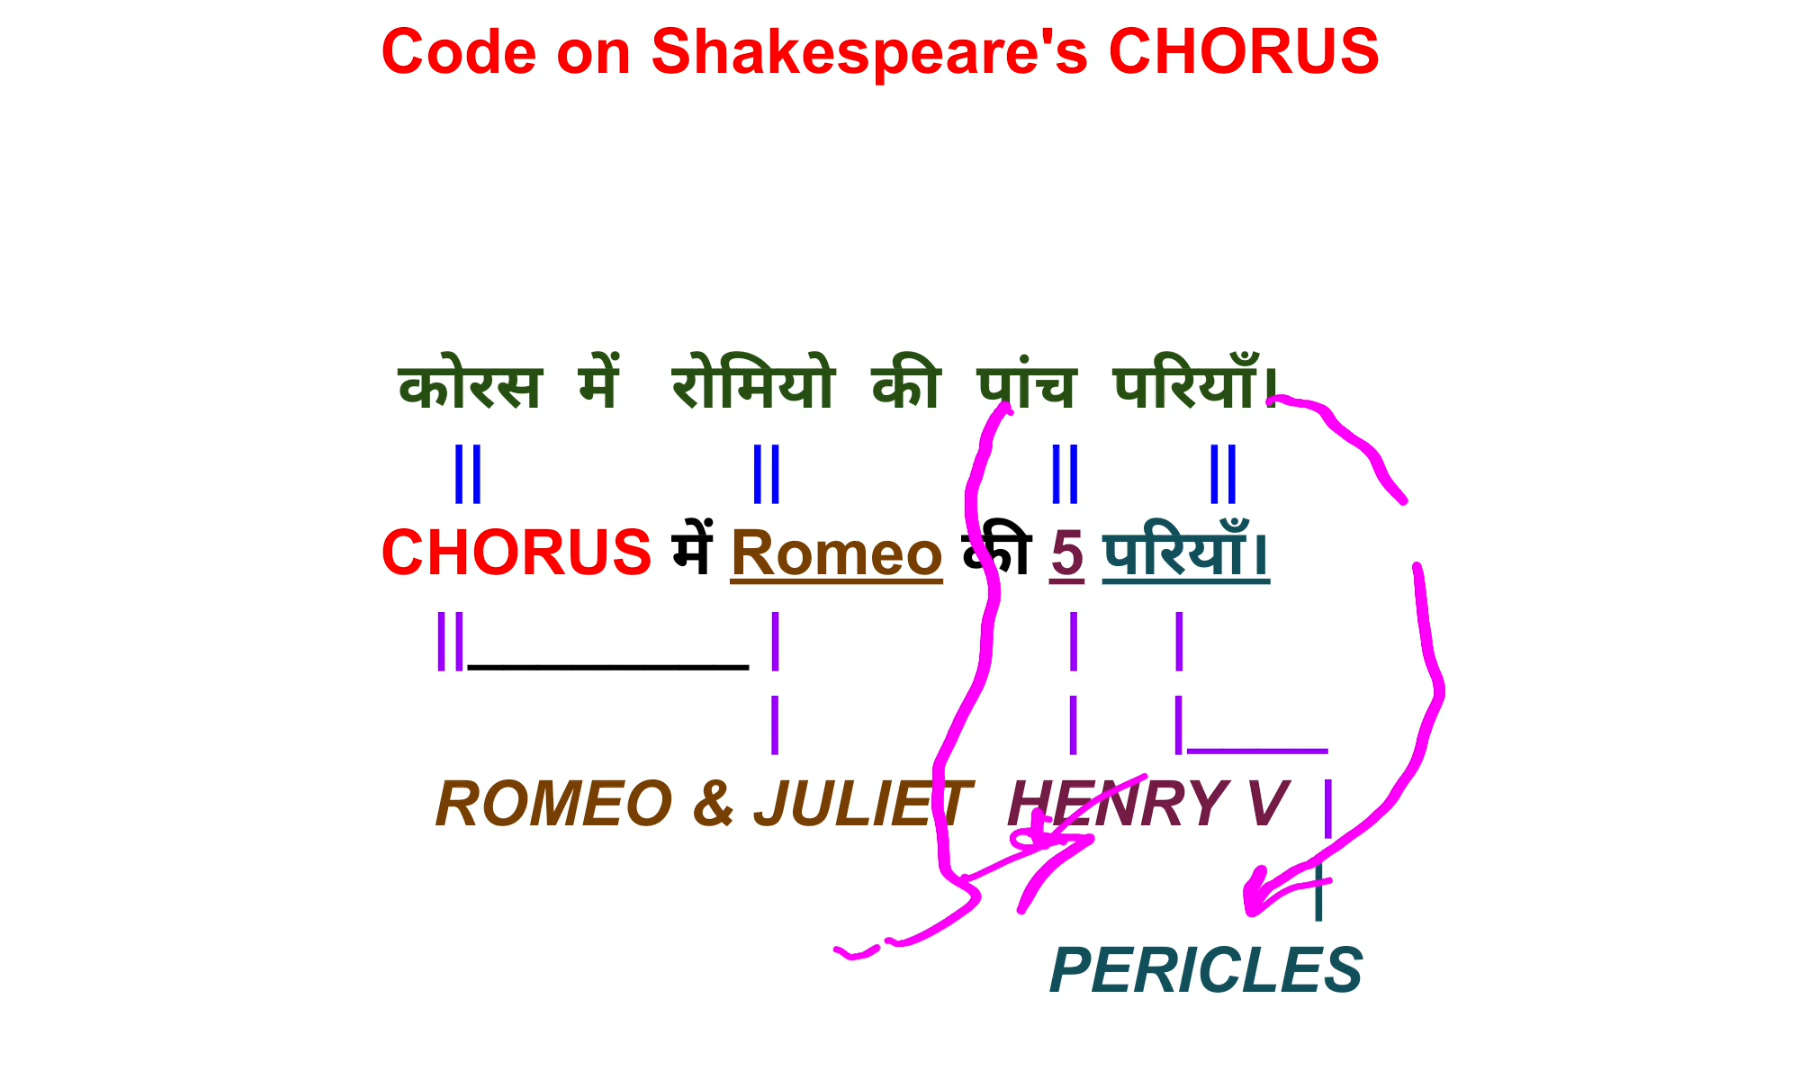 Code on Shakespeare's CHORUS
कोरस में रोमियो की पांच परियाँ।
CHORUS में Romeo की 5 परियाँ।
ROMEO & JULIET HENRY V
PERICLES